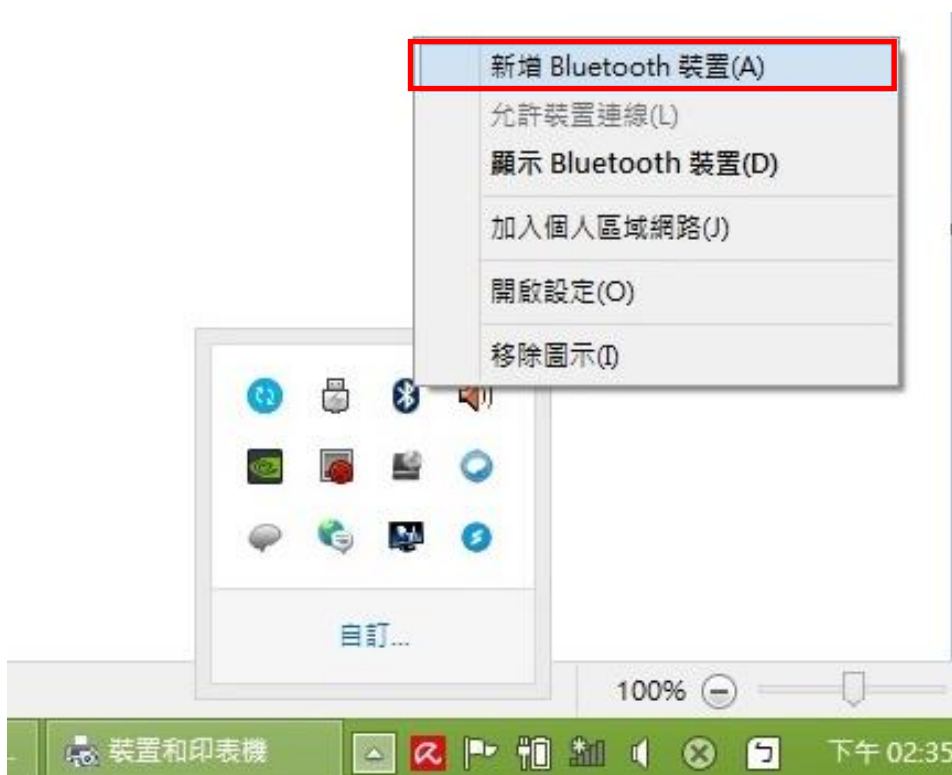 新增 Bluetooth 裝置(A)
允許裝置連線(L)
顯示 Bluetooth 裝置(D)
加入個人區域網路(J)
開啟設定(O)
移除圖示(I)
自訂...
100%
裝置和印表機
下午 02:35